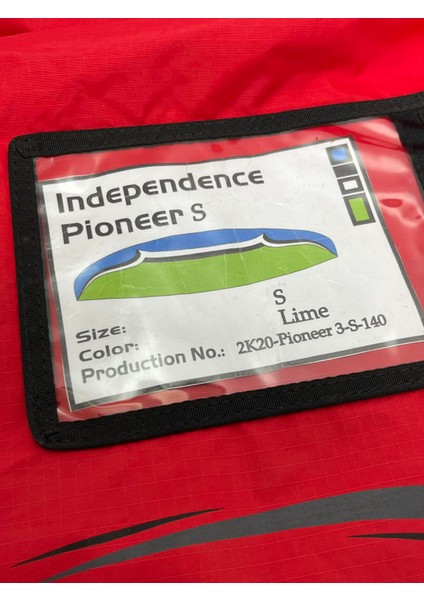 Independence
Pioneer S
Size: S
Color: Lime
Production No.: 2K20-Pioneer 3-S-140